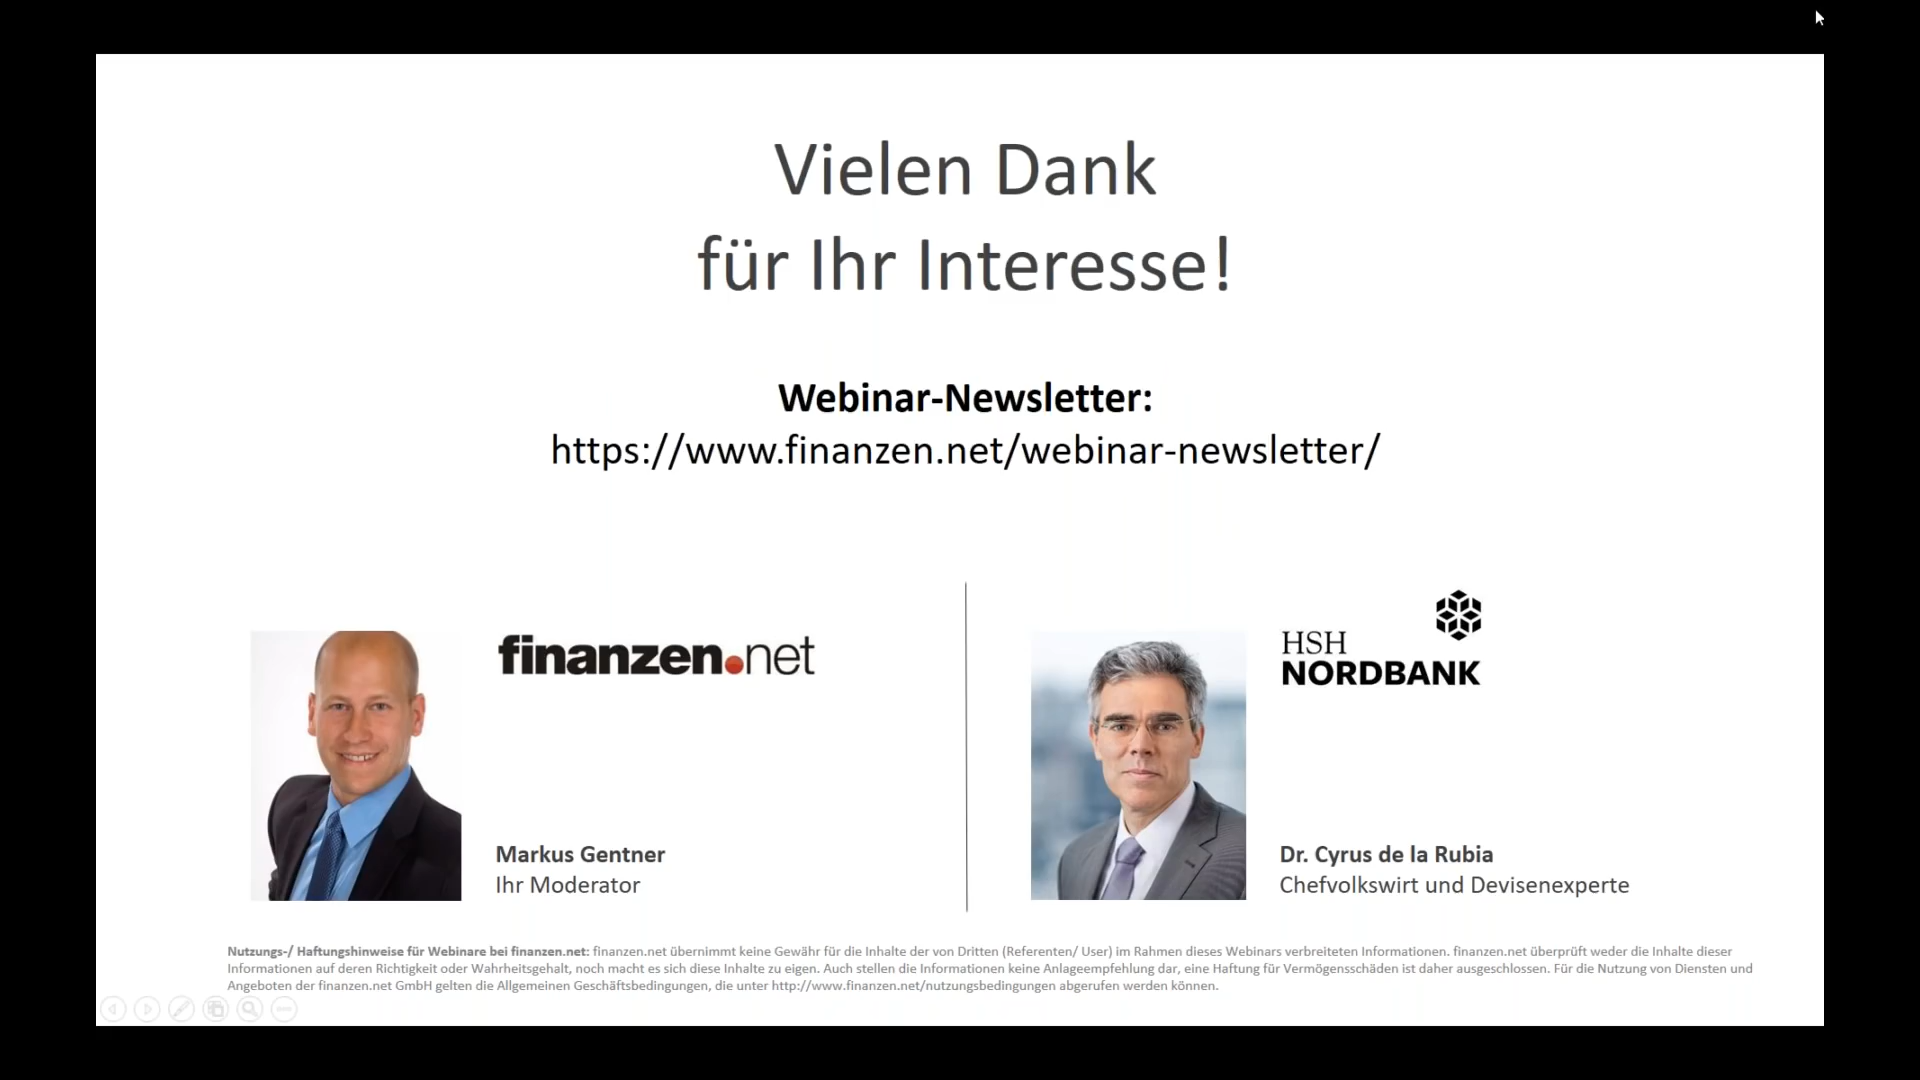 Vielen Dank
für Ihr Interesse!
Webinar-Newsletter:
https://www.finanzen.net/webinar-newsletter/
finanzen.net
Markus Gentner
Ihr Moderator
HSH
NORDBANK
Dr. Cyrus de la Rubia
Chefvolkswirt und Devisenexperte
Nutzungs-/ Haftungshinweise für Webinare bei finanzen.net: finanzen.net übernimmt keine Gewähr für die Inhalte der von Dritten (Referenten/ User) im Rahmen dieses Webinars verbreiteten Informationen. finanzen.net überprüft weder die Inhalte dieser
Informationen auf deren Richtigkeit oder Wahrheitsgehalt, noch macht es sich diese Inhalte zu eigen. Auch stellen die Informationen keine Anlageempfehlung dar, eine Haftung für Vermögensschäden ist daher ausgeschlossen. Für die Nutzung von Diensten und
Angeboten der finanzen.net GmbH gelten die Allgemeinen Geschäftsbedingungen, die unter http://www.finanzen.net/nutzungsbedingungen abgerufen werden können.